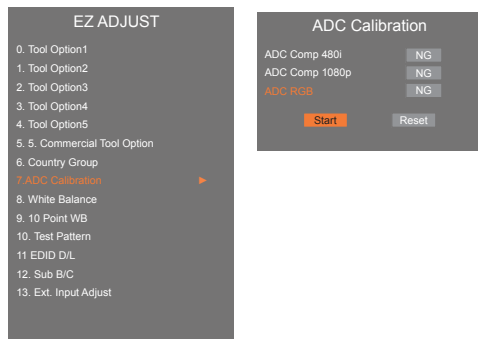 EZ ADJUST
0. Tool Option1
1. Tool Option2
2. Tool Option3
3. Tool Option4
4. Tool Option5
5. 5. Commercial Tool Option
6. Country Group
7.ADC Calibration ►
8. White Balance
9. 10 Point WB
10. Test Pattern
11 EDID D/L
12. Sub B/C
13. Ext. Input Adjust
ADC Calibration
ADC Comp 480i NG
ADC Comp 1080p NG
ADC RGB NG
Start Reset